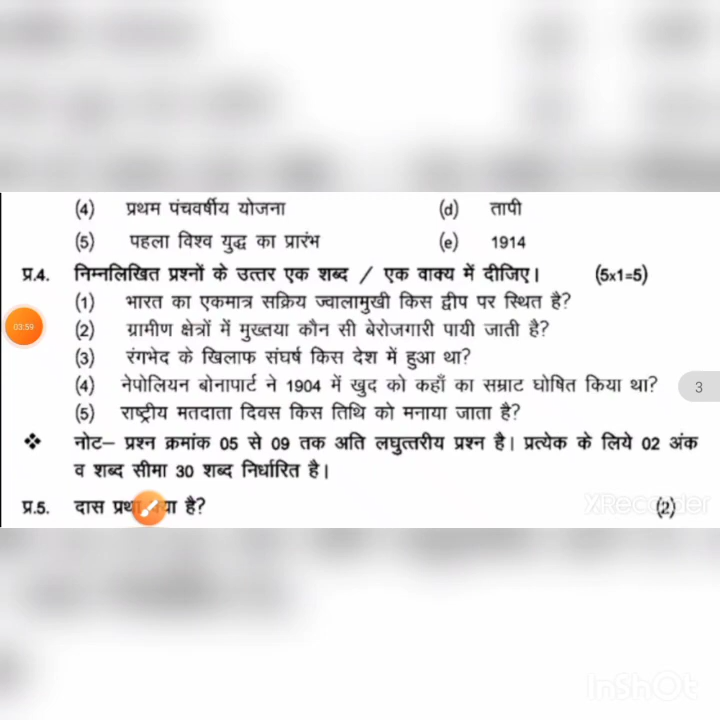 (4) प्रथम पंचवर्षीय योजना (d) तापी
(5) पहला विश्व युद्ध का प्रारंभ (e) 1914
प्र.4. निम्नलिखित प्रश्नों के उत्तर एक शब्द / एक वाक्य में दीजिए। (5x1=5)
(1) भारत का एकमात्र सक्रिय ज्वालामुखी किस द्वीप पर स्थित है?
(2) ग्रामीण क्षेत्रों में मुख्तया कौन सी बेरोजगारी पायी जाती है?
03:59
(3) रंगभेद के खिलाफ संघर्ष किस देश में हुआ था?
(4) नेपोलियन बोनापार्ट ने 1904 में खुद को कहाँ का सम्राट घोषित किया था?
3
(5) राष्ट्रीय मतदाता दिवस किस तिथि को मनाया जाता है?
❖ नोट– प्रश्न क्रमांक 05 से 09 तक अति लघुत्तरीय प्रश्न है। प्रत्येक के लिये 02 अंक
व शब्द सीमा 30 शब्द निर्धारित है।
प्र.5. दास है? (2)
XRecorder
InShOt